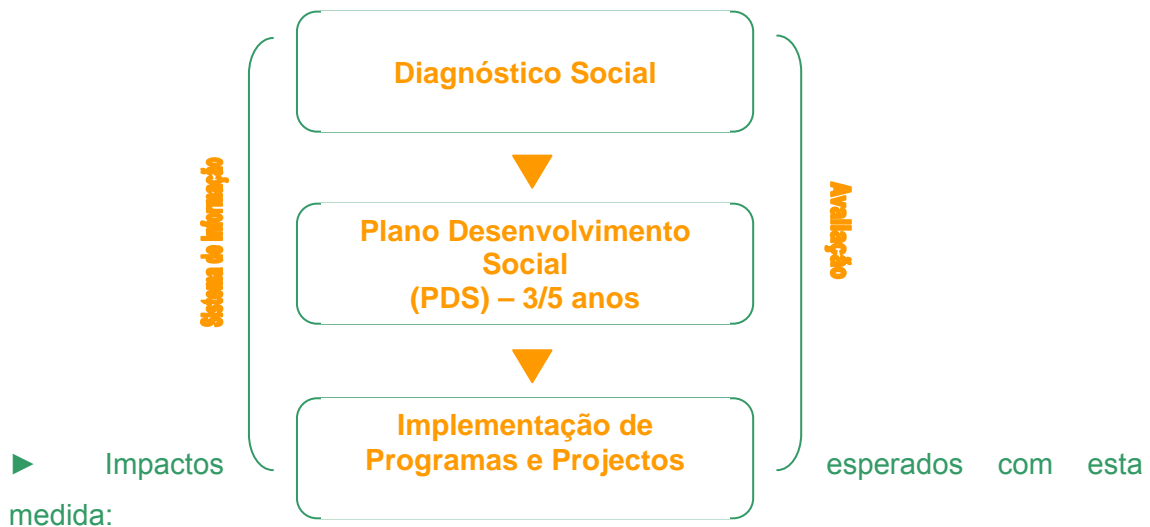 Diagnóstico Social
Sistema de Informação
Avaliação
Plano Desenvolvimento
Social
(PDS) – 3/5 anos
Implementação de
Programas e Projectos
► Impactos esperados com esta
medida: